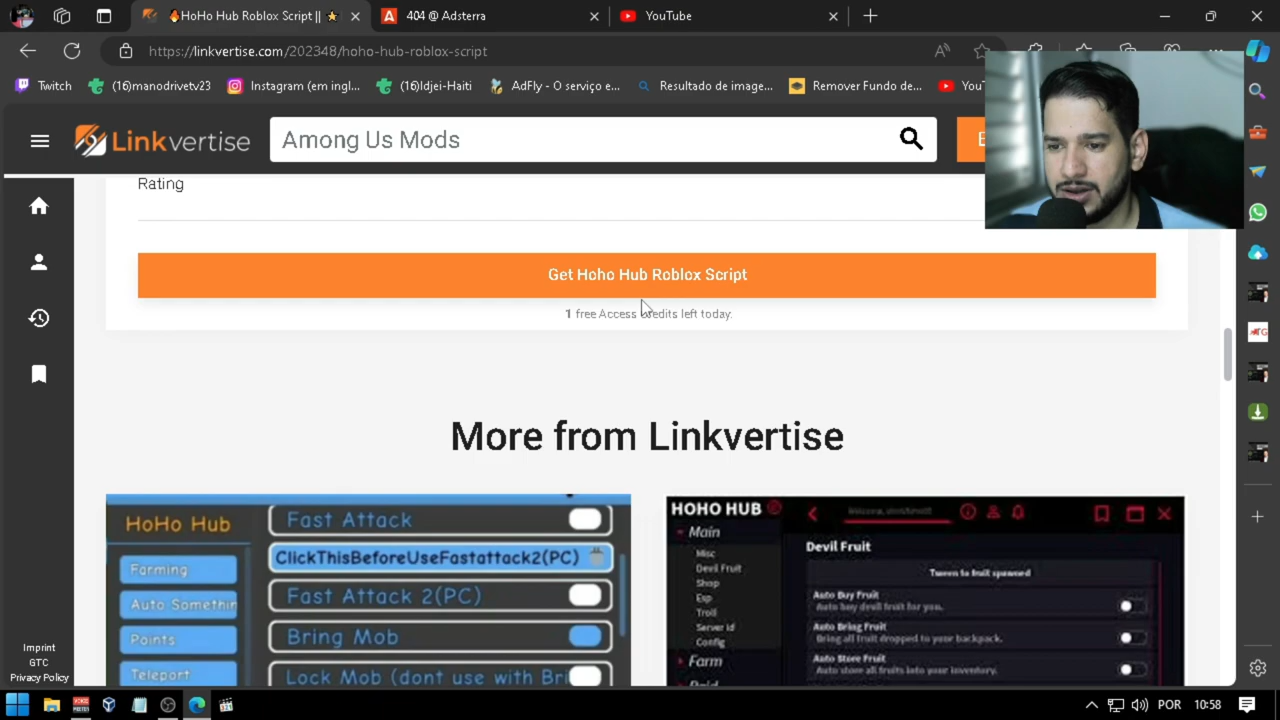 🔥HoHo Hub Roblox Script || ⭐
404 @ Adsterra
YouTube
https://linkvertise.com/202348/hoho-hub-roblox-script
Twitch
(16)manodrivetv23
Instagram (em ingl...
(16)Idjei-Haiti
AdFly - O serviço e...
Resultado de image...
Remover Fundo de...
Linkvertise
Among Us Mods
Rating
Get Hoho Hub Roblox Script
1 free Access Credits left today.
More from Linkvertise
HoHo Hub
Farming
Auto Somethin
Points
Teleport
Fast Attack
ClickThisBeforeUseFastattack2(PC)
Fast Attack 2(PC)
Bring Mob
Lock Mob (don't use with Bri
HOHO HUB
Main
Misc
Devil Fruit
Shop
Esp
Troll
Server id
Config
Farm
Raid
Devil Fruit
Tween to fruit spawned
Auto Buy Fruit
Auto buy devil fruit for you.
Auto Bring Fruit
Bring all fruit dropped to your backpack.
Auto Store Fruit
Auto store all fruits into your inventory.
Imprint
GTC
Privacy Policy
POR
10:58